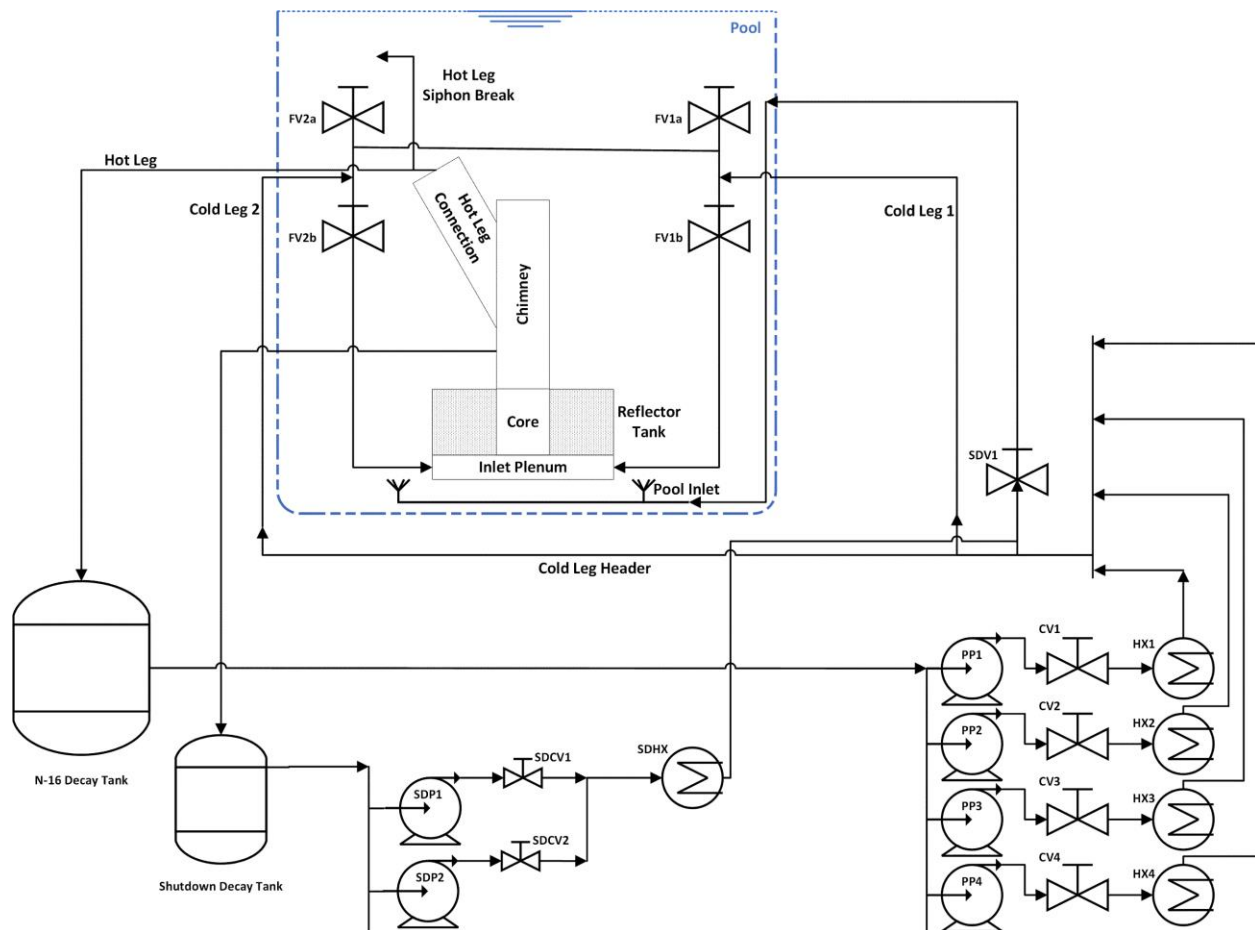 Pool
Hot Leg
Siphon Break
FV2a
FV1a
Hot Leg
Cold Leg 2
Hot Leg
Connection
Cold Leg 1
FV2b
FV1b
Chimney
Core
Reflector
Tank
Inlet Plenum
SDV1
Pool Inlet
Cold Leg Header
CV1
HX1
PP1
CV2
HX2
PP2
SDHX
SDCV1
N-16 Decay Tank
SDP1
CV3
HX3
PP3
SDCV2
CV4
HX4
SDP2
PP4
Shutdown Decay Tank